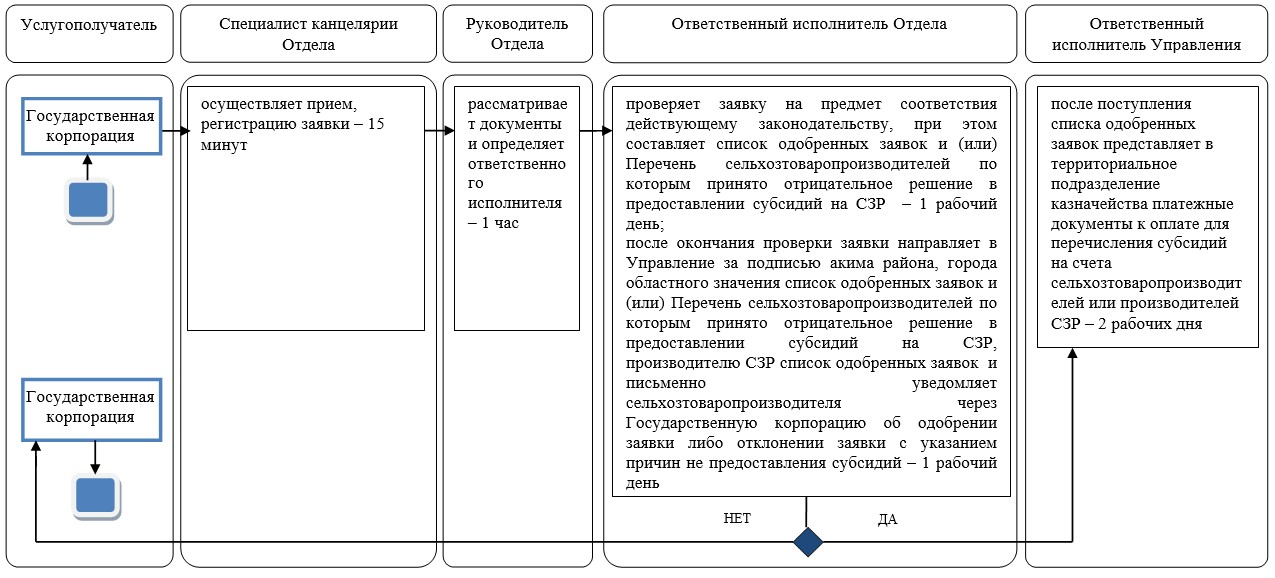 Услугополучатель
Специалист канцелярии
Отдела
Руководитель
Отдела
Ответственный исполнитель Отдела
Ответственный
исполнитель Управления
Государственная
корпорация
осуществляет прием,
регистрацию заявки – 15
минут
рассматривае
т документы
и определяет
ответственно
го
исполнителя
– 1 час
проверяет заявку на предмет соответствия
действующему законодательству, при этом
составляет список одобренных заявок и (или)
Перечень сельхозтоваропроизводителей по
которым принято отрицательное решение в
предоставлении субсидий на СЗР – 1 рабочий
день;
после окончания проверки заявки направляет в
Управление за подписью акима района, города
областного значения список одобренных заявок и
(или) Перечень сельхозтоваропроизводителей по
которым принято отрицательное решение в
предоставлении субсидий на СЗР,
производителю СЗР список одобренных заявок и
письменно уведомляет
сельхозтоваропроизводителя через
Государственную корпорацию об одобрении
заявки либо отклонении заявки с указанием
причин не предоставления субсидий – 1 рабочий
день
после поступления
списка одобренных
заявок представляет в
территориальное
подразделение
казначейства платежные
документы к оплате для
перечисления субсидий
на счета
сельхозтоваропроизводит
елей или производителей
СЗР – 2 рабочих дня
Государственная
корпорация
НЕТ
ДА